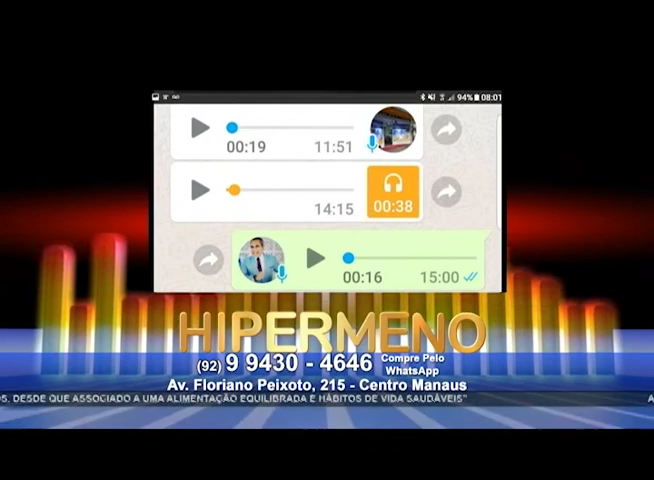 94% 08:01
00:19 11:51
14:15 00:38
00:16 15:00
HIPERMENO
(92) 9 9430 - 4646 Compre Pelo WhatsApp
Av. Floriano Peixoto, 215 - Centro Manaus
S, DESDE QUE ASSOCIADO A UMA ALIMENTAÇÃO EQUILIBRADA E HÁBITOS DE VIDA SAUDÁVEIS" A